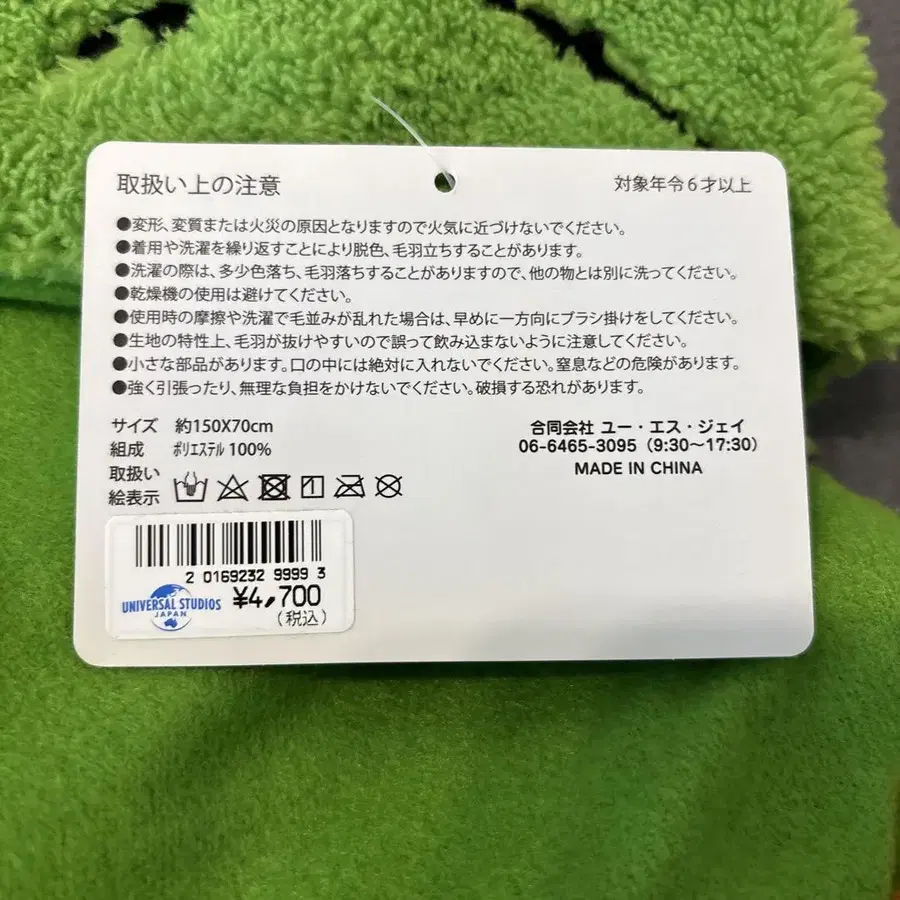 取扱い上の注意
対象年令6才以上
●変形、変質または火災の原因となりますので火気に近づけないでください。
●着用や洗濯を繰り返すことにより脱色、毛羽立ちすることがあります。
●洗濯の際は、多少色落ち、毛羽落ちすることがありますので、他の物とは別に洗ってください。
●乾燥機の使用は避けてください。
●使用時の摩擦や洗濯で毛並みが乱れた場合は、早めに一方向にブラシ掛けをしてください。
●生地の特性上、毛羽が抜けやすいので誤って飲み込まないように注意してください。
●小さな部品があります。口の中には絶対に入れないでください。窒息などの危険があります。
●強く引張ったり、無理な負担をかけないでください。破損する恐れがあります。
サイズ 約150X70cm
組成 ポリエステル 100%
取扱い
絵表示
合同会社 ユー・エス・ジェイ
06-6465-3095（9:30〜17:30）
MADE IN CHINA
2 0169232 9999 3
UNIVERSAL STUDIOS
JAPAN
¥4,700
(税込)